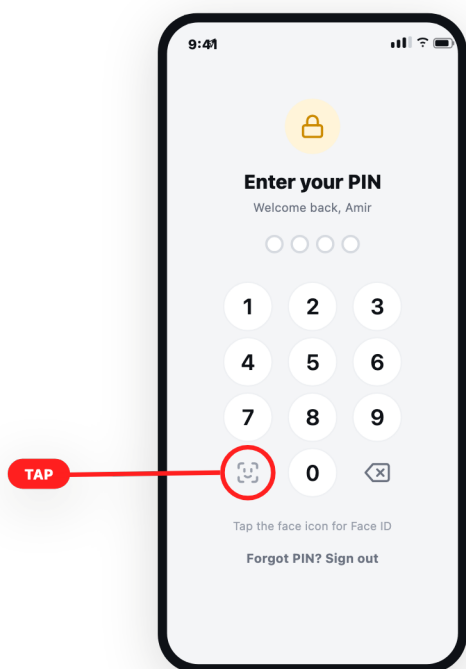 9:41
Enter your PIN
Welcome back, Amir
1 2 3
4 5 6
7 8 9
TAP
0
Tap the face icon for Face ID
Forgot PIN? Sign out